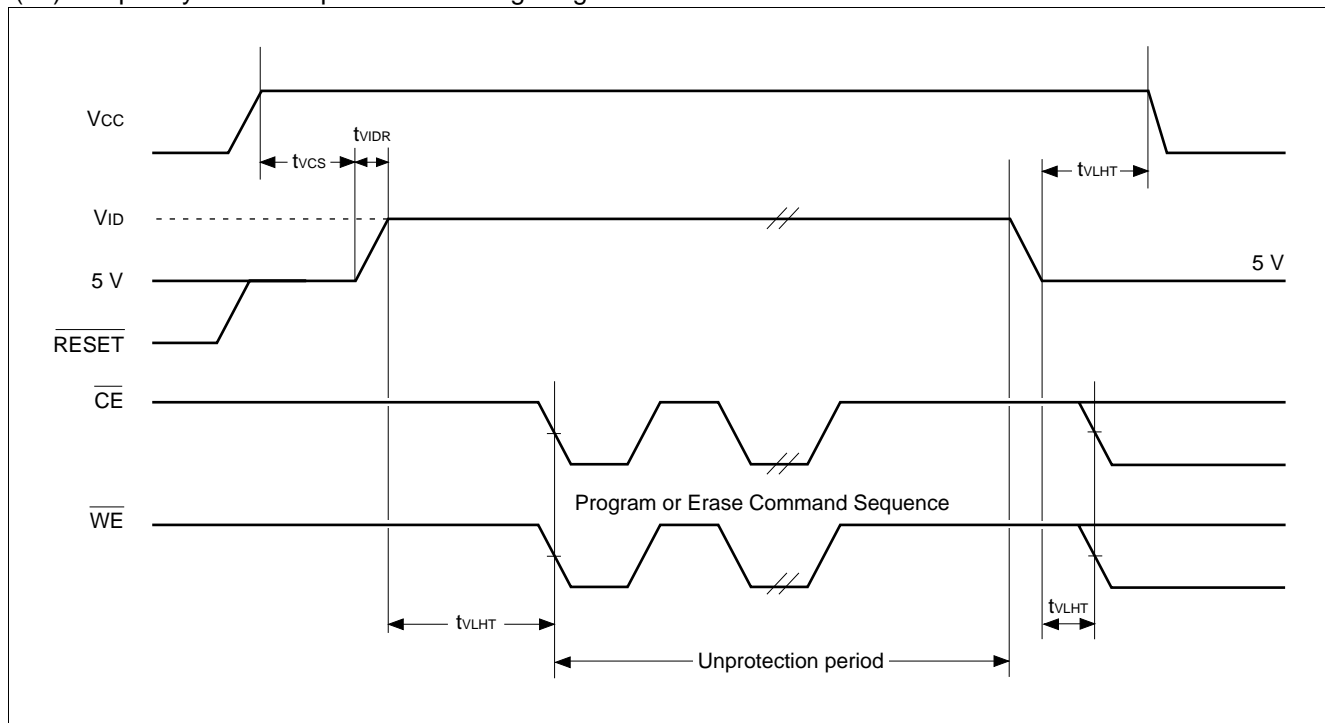 VCC
tVIDR
tVCS
tVLHT
VID
5 V
5 V
RESET
CE
Program or Erase Command Sequence
WE
tVLHT
tVLHT
Unprotection period